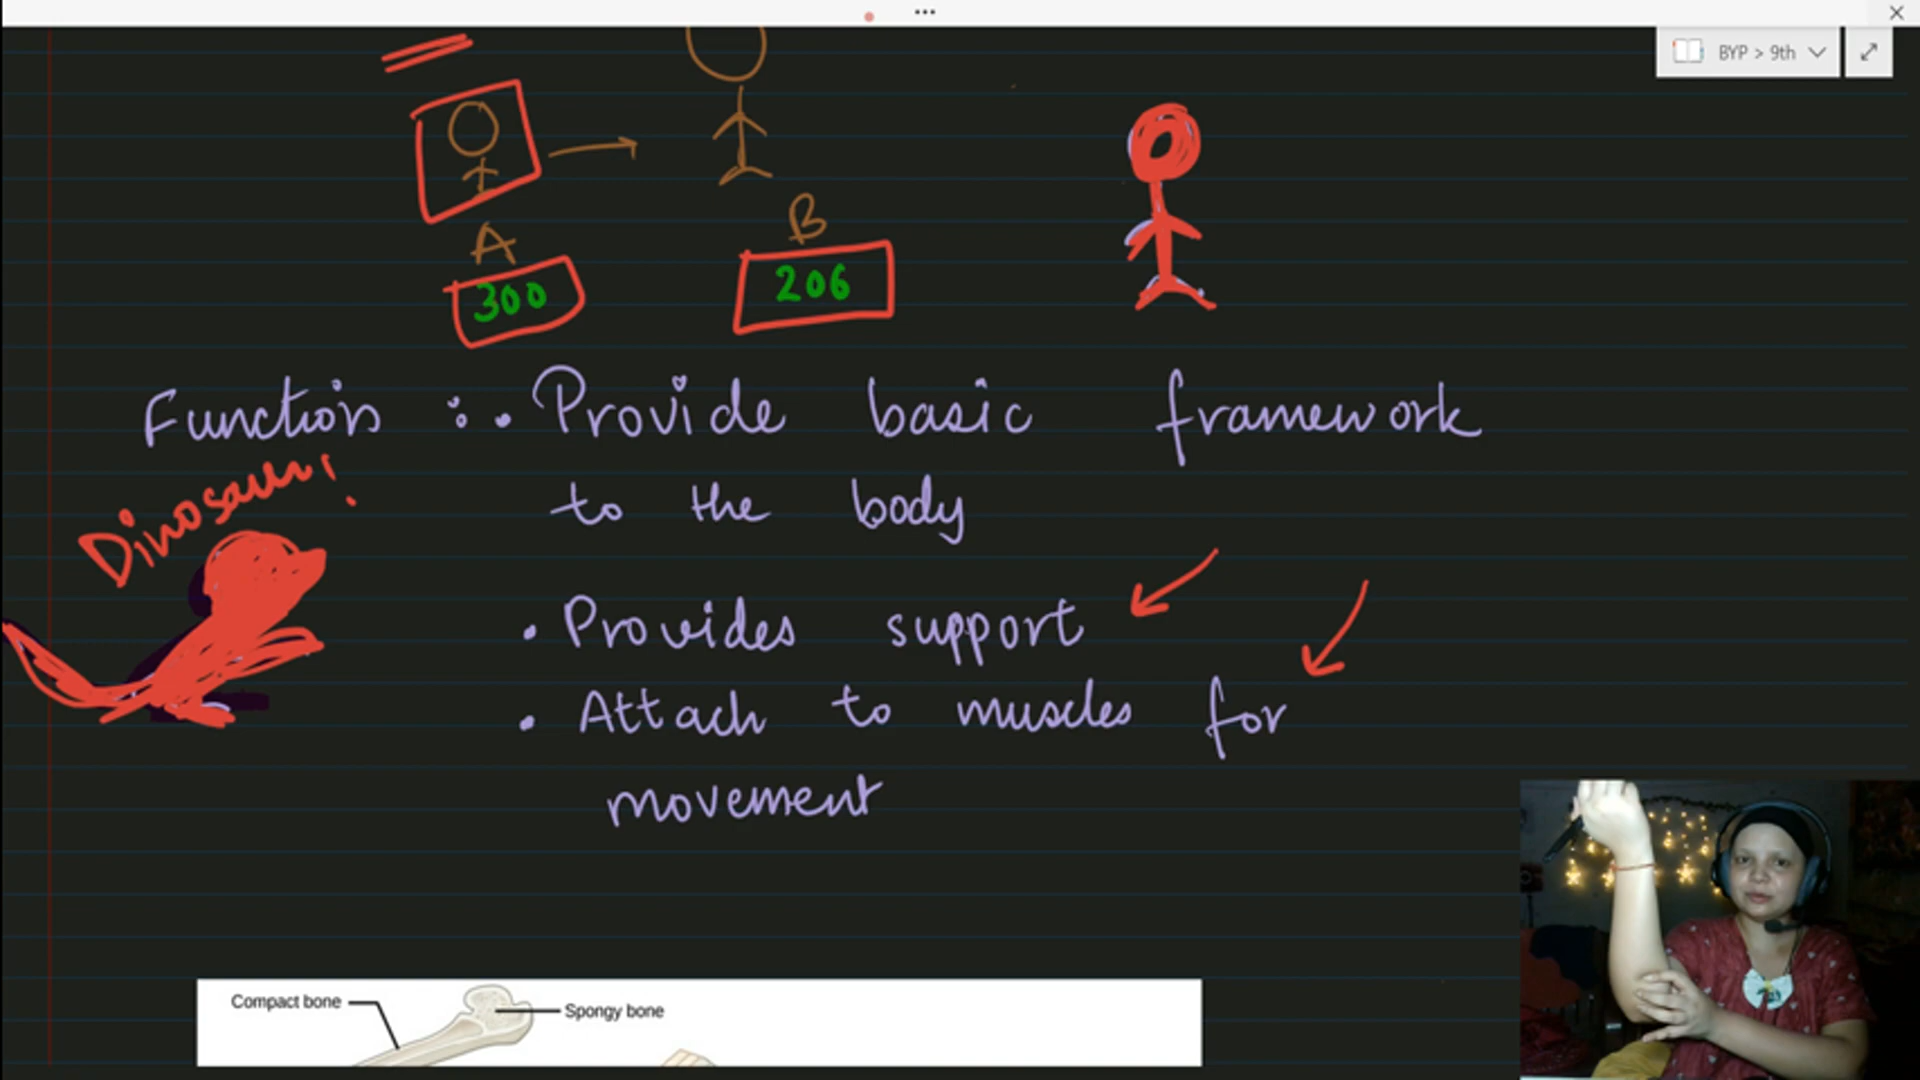 BYP > 9th
A
B
300
206
Function : • Provide basic framework
to the body
Dinosaur!
• Provides support
• Attach to muscles for
movement
Compact bone
Spongy bone